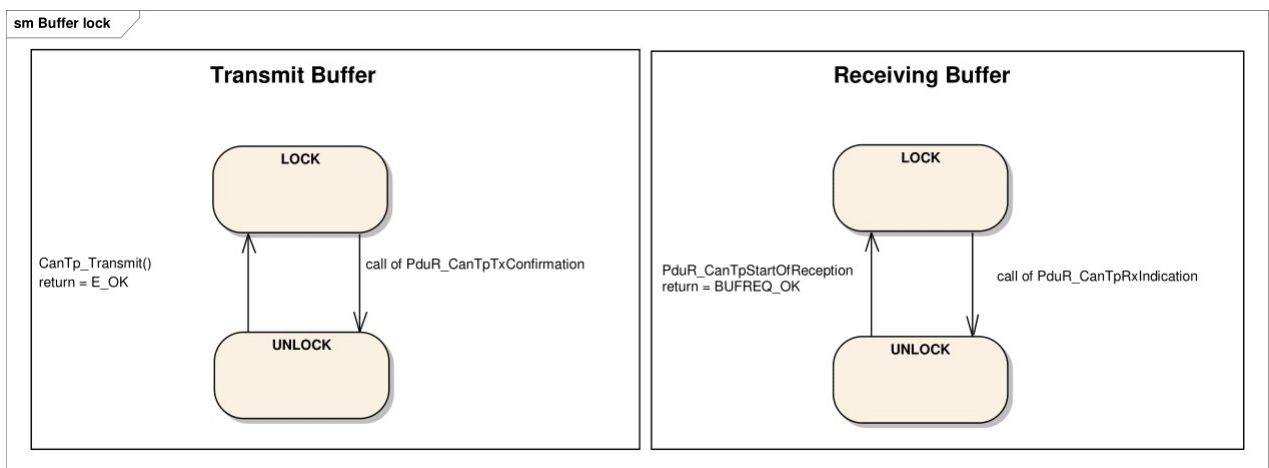 sm Buffer lock
Transmit Buffer
LOCK
CanTp_Transmit()
return = E_OK
call of PduR_CanTpTxConfirmation
UNLOCK
Receiving Buffer
LOCK
PduR_CanTpStartOfReception
return = BUFREQ_OK
call of PduR_CanTpRxIndication
UNLOCK